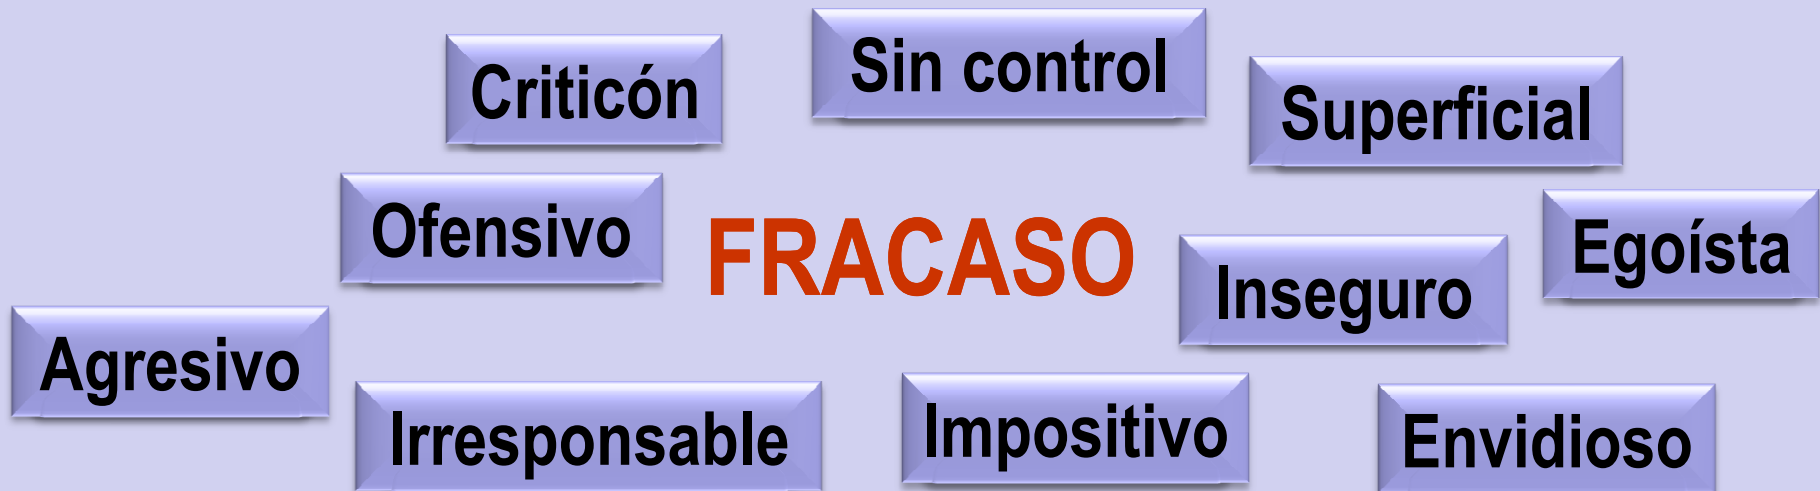 Sin control
Criticón
Superficial
Ofensivo
FRACASO
Egoísta
Inseguro
Agresivo
Irresponsable
Impositivo
Envidioso